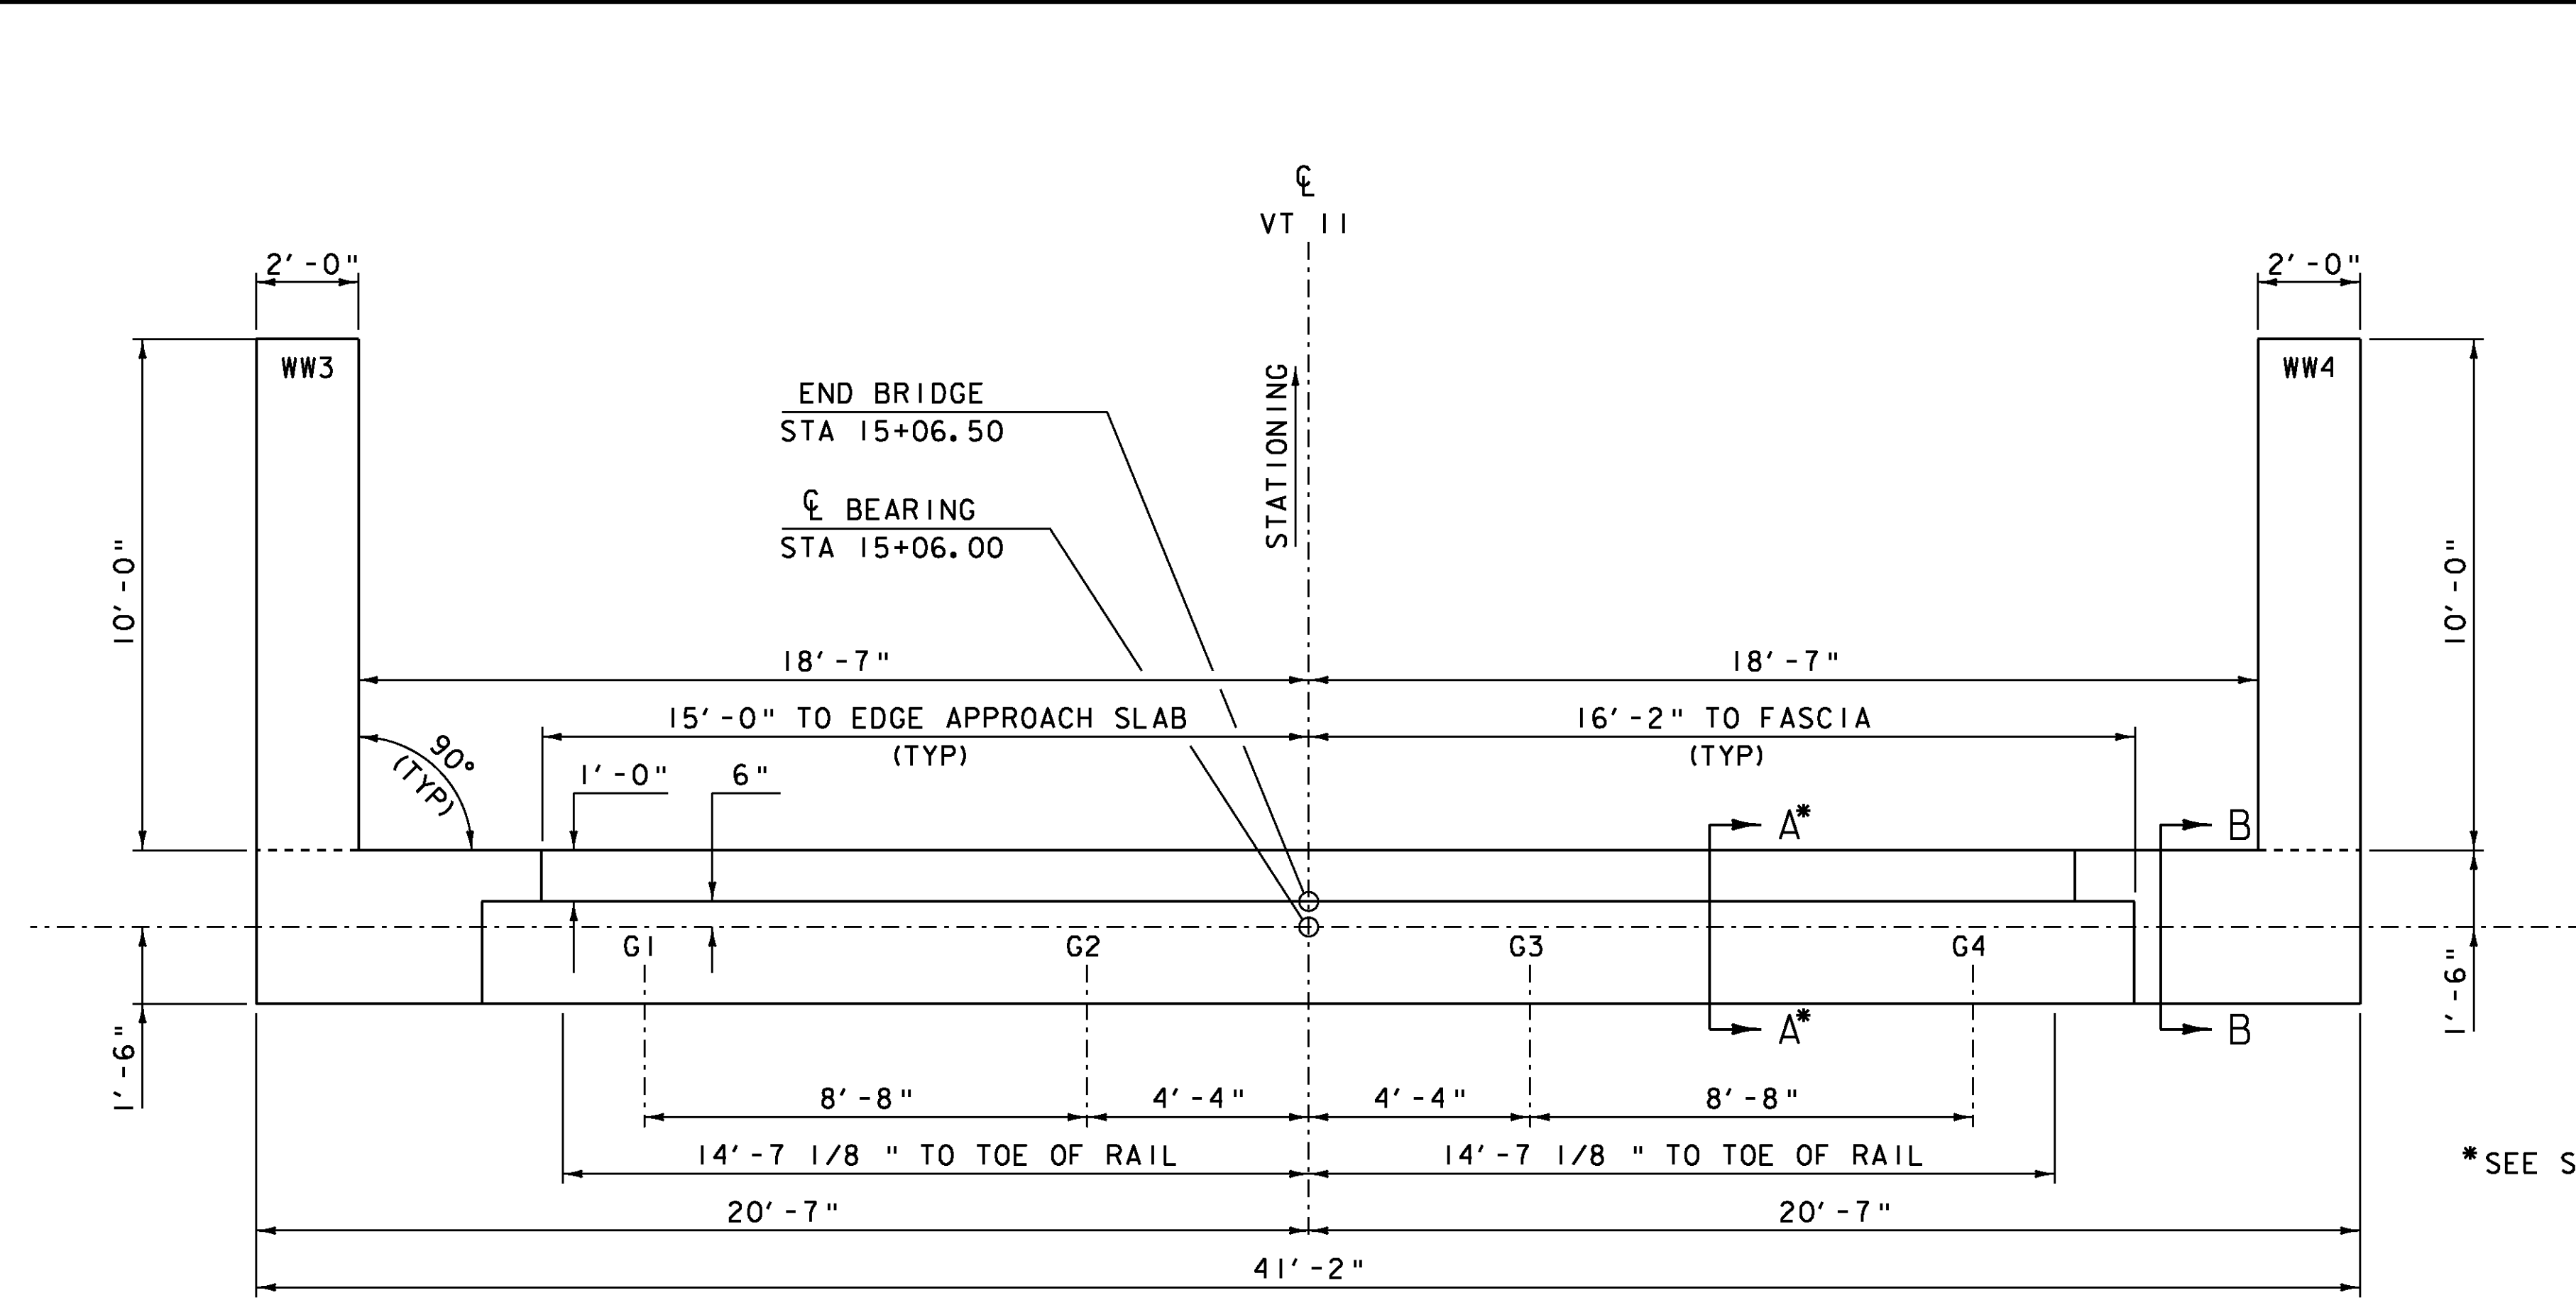 ℄
VT 11
2'-0"
2'-0"
WW3
WW4
END BRIDGE
STA 15+06.50
STATIONING
℄ BEARING
STA 15+06.00
10'-0"
10'-0"
18'-7"
18'-7"
15'-0" TO EDGE APPROACH SLAB
(TYP)
16'-2" TO FASCIA
(TYP)
90°
(TYP)
1'-0"
6"
A*
B
G1
G2
G3
G4
A*
B
1'-6"
1'-6"
8'-8"
4'-4"
4'-4"
8'-8"
14'-7 1/8 " TO TOE OF RAIL
14'-7 1/8 " TO TOE OF RAIL
*SEE S
20'-7"
20'-7"
41'-2"